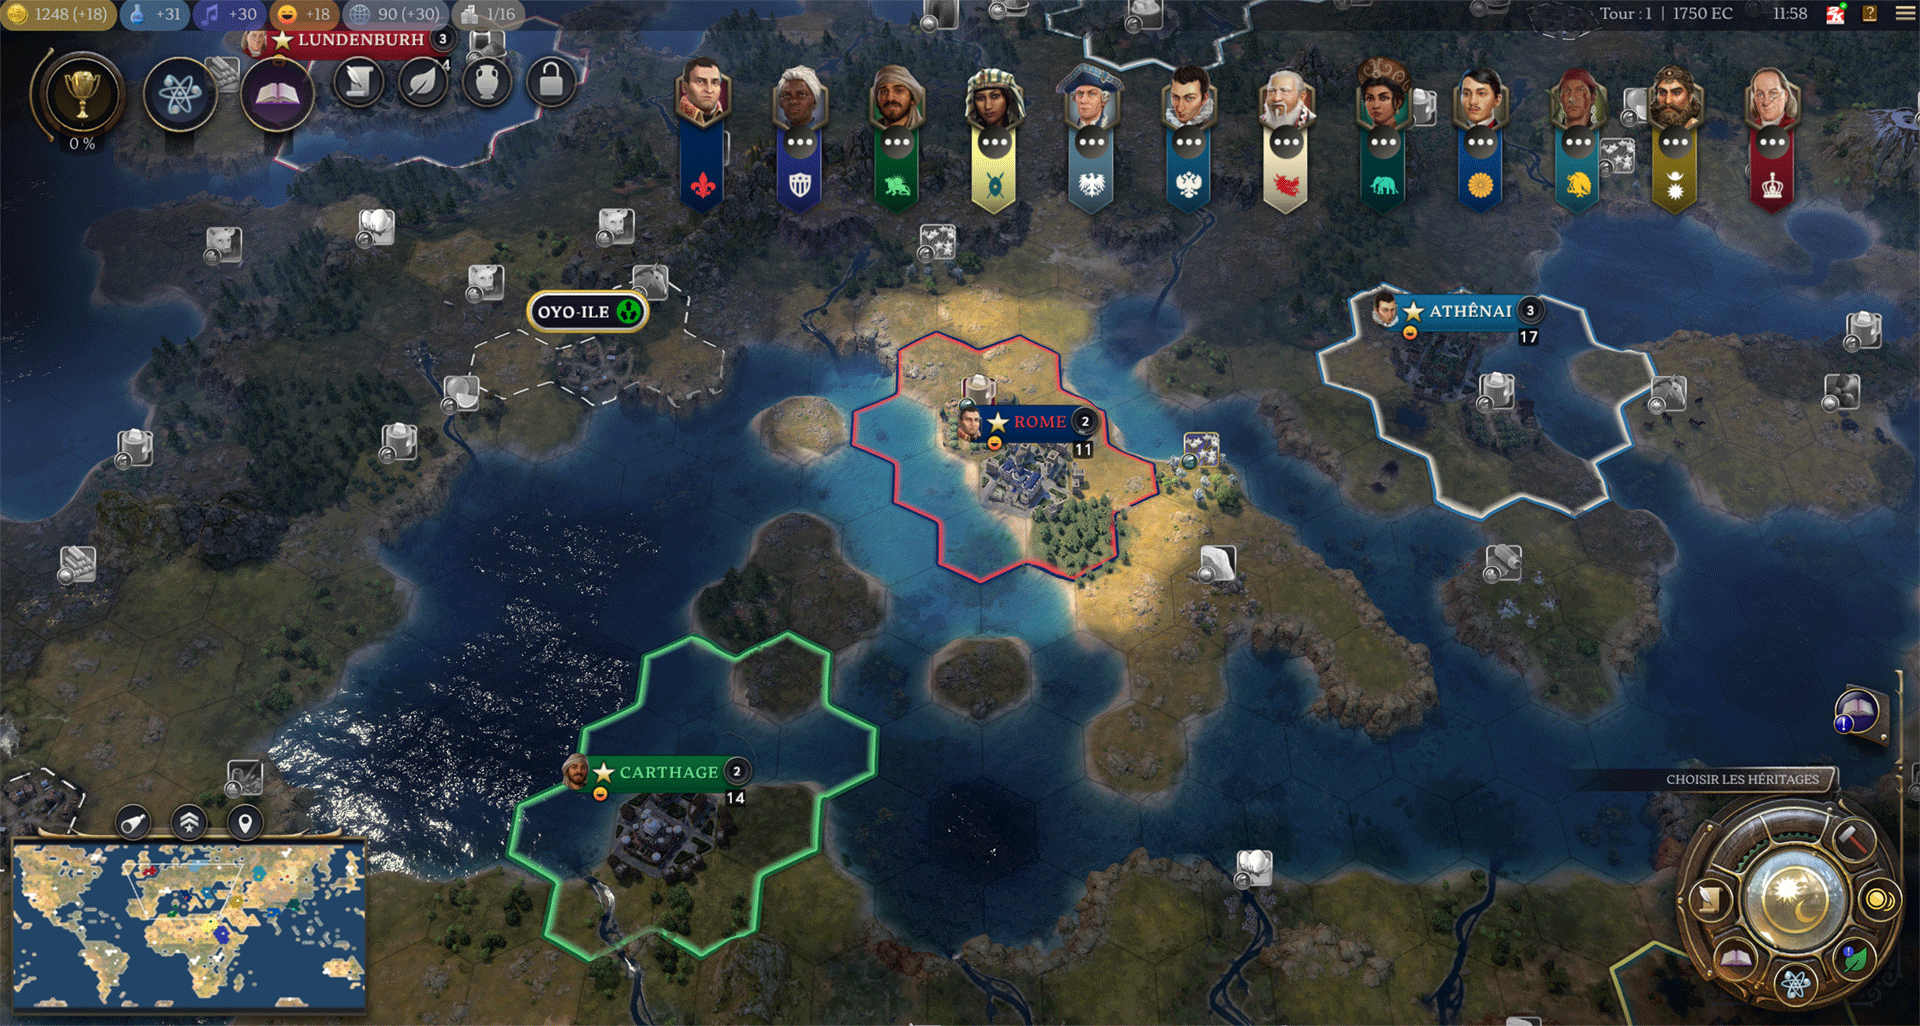 1248 (+18) +31 +30 +18 90 (+30) 1/16
Tour : 1 | 1750 EC 11:58
LUNDENBURH 3
4
0 %
OYO-ILE
ATHÊNAI 3
17
ROME 2
11
CARTHAGE 2
14
CHOISIR LES HÉRITAGES